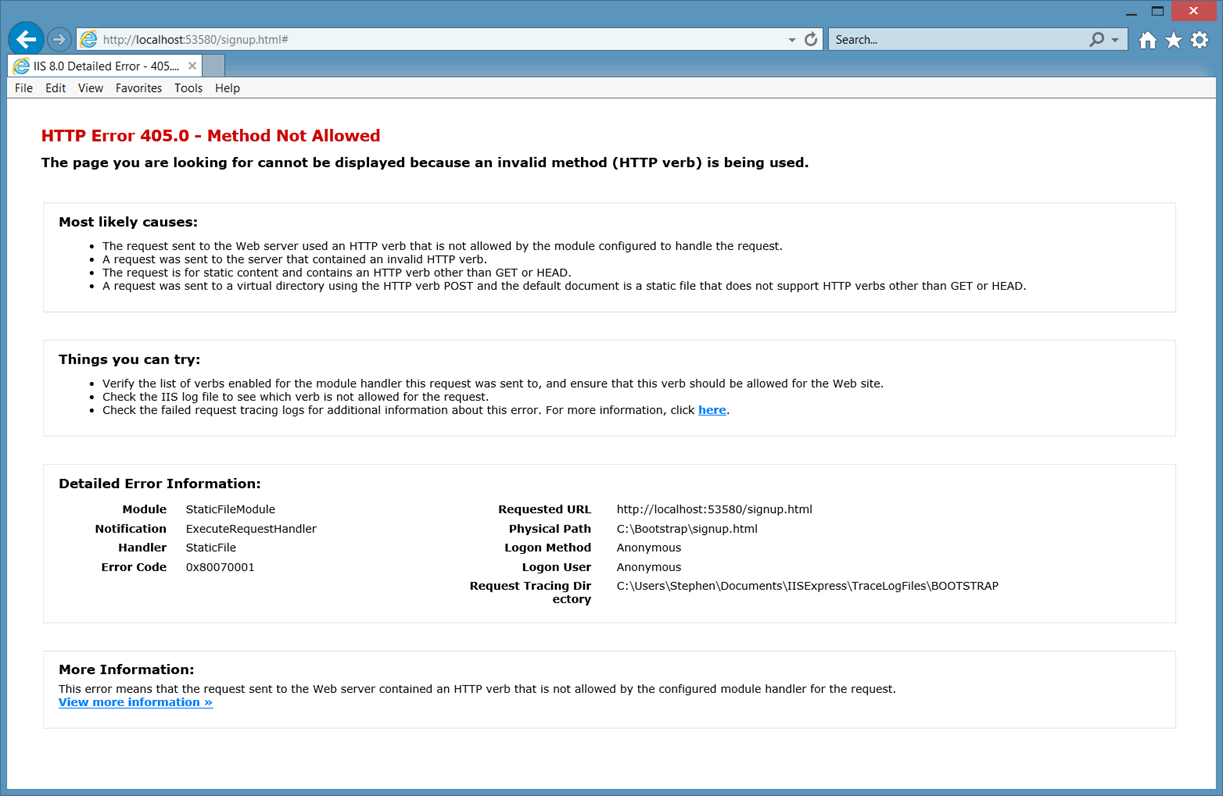 http://localhost:53580/signup.html#
Search...
IIS 8.0 Detailed Error - 405....
File Edit View Favorites Tools Help
HTTP Error 405.0 - Method Not Allowed
The page you are looking for cannot be displayed because an invalid method (HTTP verb) is being used.
Most likely causes:
• The request sent to the Web server used an HTTP verb that is not allowed by the module configured to handle the request.
• A request was sent to the server that contained an invalid HTTP verb.
• The request is for static content and contains an HTTP verb other than GET or HEAD.
• A request was sent to a virtual directory using the HTTP verb POST and the default document is a static file that does not support HTTP verbs other than GET or HEAD.
Things you can try:
• Verify the list of verbs enabled for the module handler this request was sent to, and ensure that this verb should be allowed for the Web site.
• Check the IIS log file to see which verb is not allowed for the request.
• Check the failed request tracing logs for additional information about this error. For more information, click here.
Detailed Error Information:
Module StaticFileModule
Notification ExecuteRequestHandler
Handler StaticFile
Error Code 0x80070001
Requested URL http://localhost:53580/signup.html
Physical Path C:\Bootstrap\signup.html
Logon Method Anonymous
Logon User Anonymous
Request Tracing Dir C:\Users\Stephen\Documents\IISExpress\TraceLogFiles\BOOTSTRAP
ectory
More Information:
This error means that the request sent to the Web server contained an HTTP verb that is not allowed by the configured module handler for the request.
View more information »